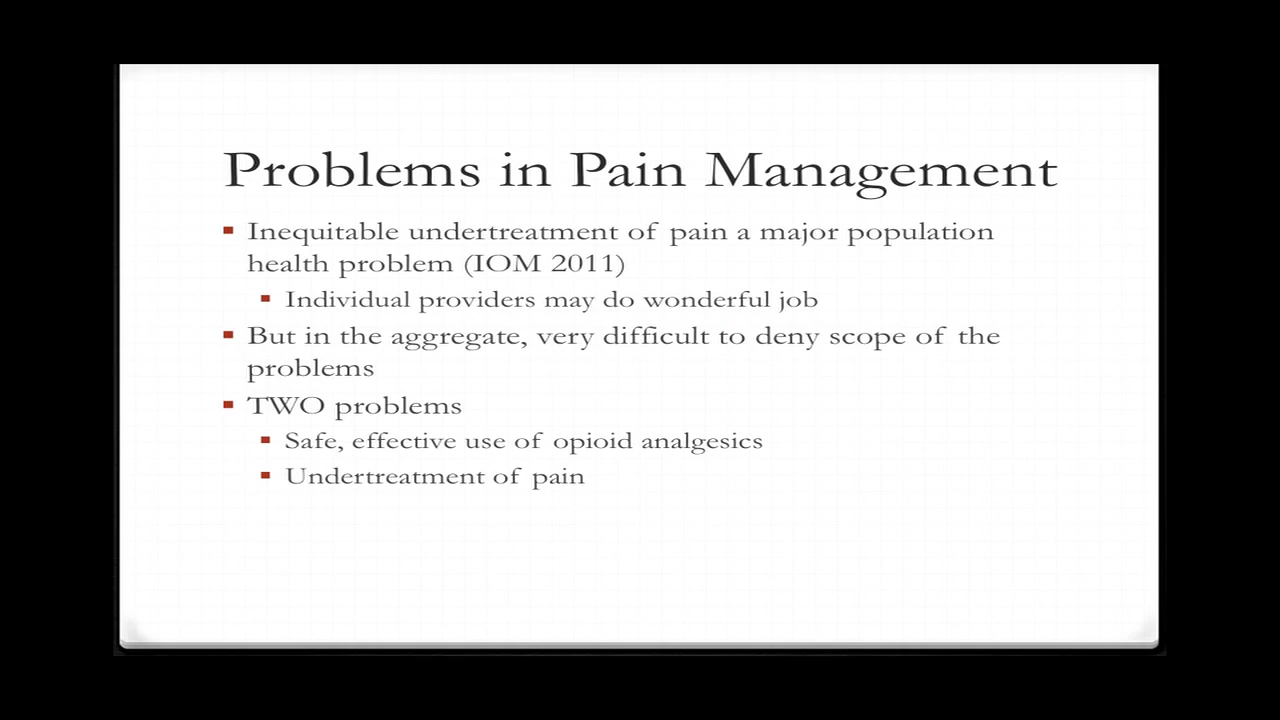 Problems in Pain Management
Inequitable undertreatment of pain a major population
health problem (IOM 2011)
Individual providers may do wonderful job
But in the aggregate, very difficult to deny scope of the
problems
TWO problems
Safe, effective use of opioid analgesics
Undertreatment of pain